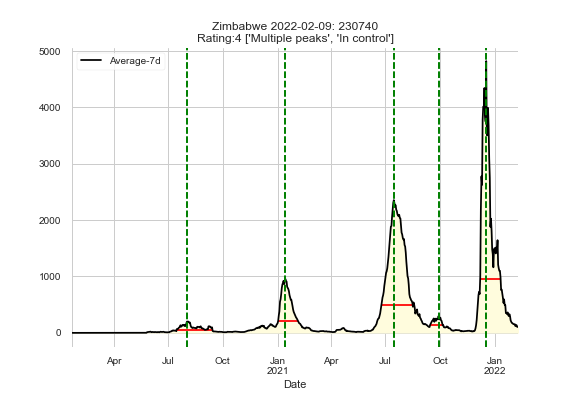 Zimbabwe 2022-02-09: 230740
Rating:4 ['Multiple peaks', 'In control']
5000
Average-7d
4000
3000
2000
1000
0
Apr Jul Oct Jan Apr Jul Oct Jan
2021 2022
Date